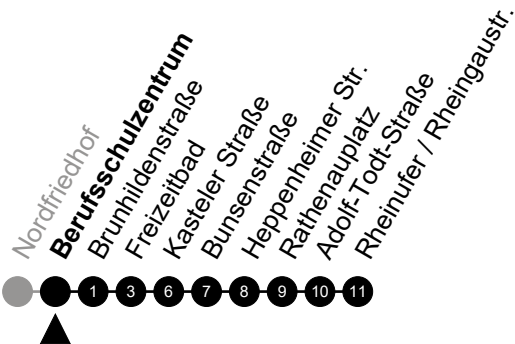 Nordfriedhof
Berufsschulzentrum
Brunhildenstraße
Freizeitbad
Kasteler Straße
Bunsenstraße
Heppenheimer Str.
Rathenauplatz
Adolf-Todt-Straße
Rheinufer / Rheingaustr.
1 3 6 7 8 9 10 11